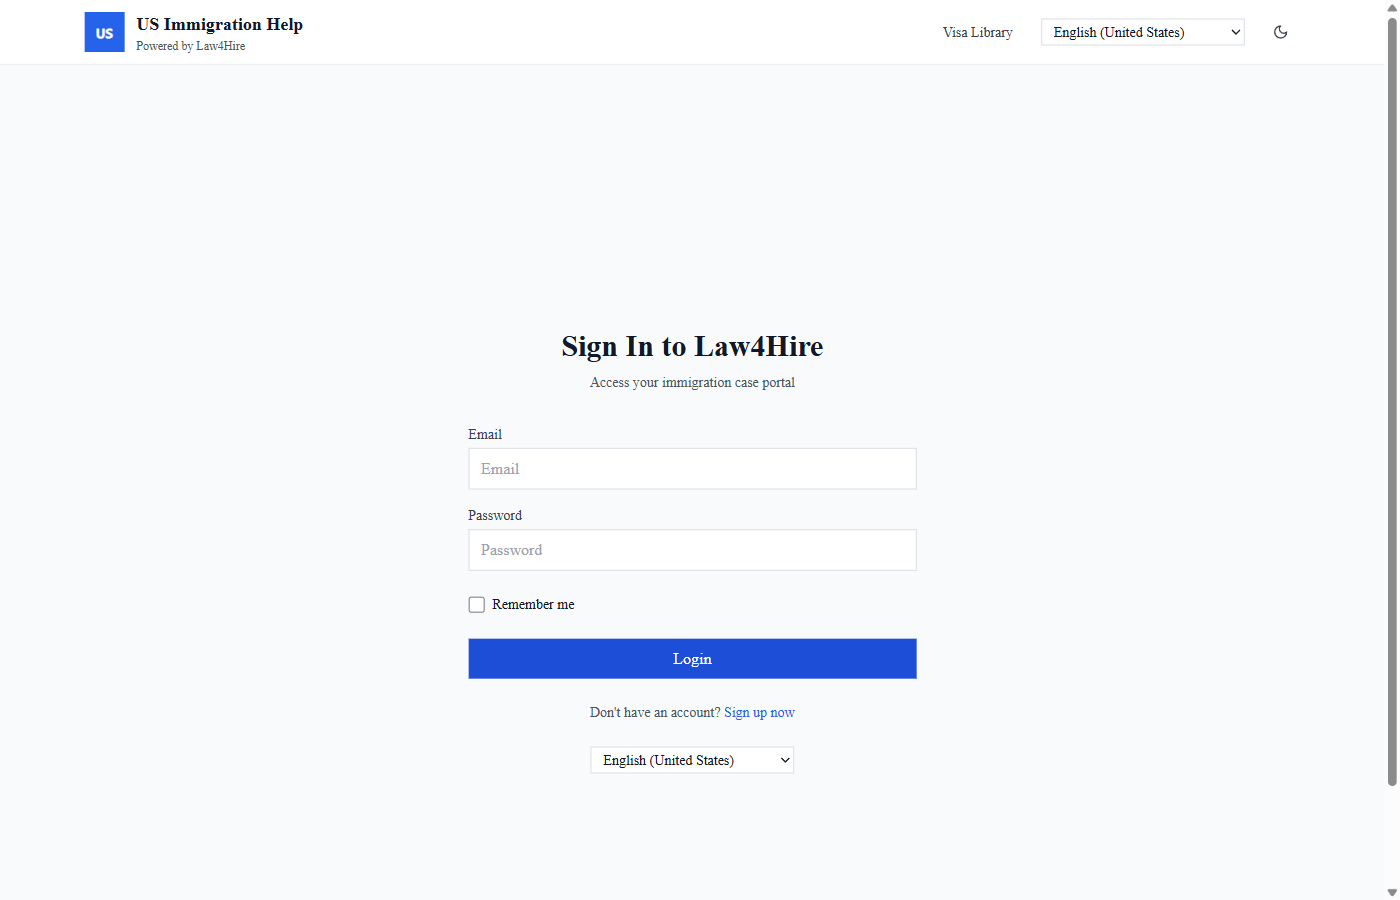 US
US Immigration Help
Powered by Law4Hire
Visa Library
English (United States)
Sign In to Law4Hire
Access your immigration case portal
Email
Email
Password
Password
Remember me
Login
Don't have an account? Sign up now
English (United States)